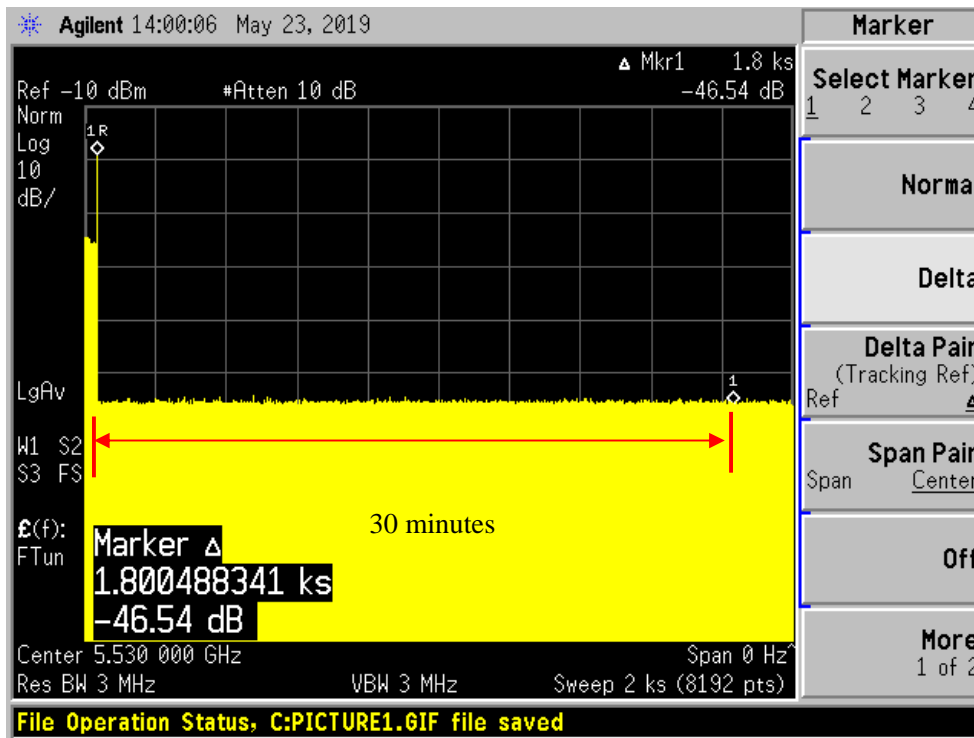 Agilent 14:00:06 May 23, 2019
Marker
Δ Mkr1 1.8 ks
Ref -10 dBm #Atten 10 dB -46.54 dB
Norm
Log
10
dB/
1R
1
LgAv
W1 S2
S3 FS
£(f):
FTun
30 minutes
Marker Δ
1.800488341 ks
-46.54 dB
Center 5.530 000 GHz Span 0 Hz^
Res BW 3 MHz VBW 3 MHz Sweep 2 ks (8192 pts)
Select Marker
1 2 3 4
Norma
Delta
Delta Pair
(Tracking Ref)
Ref Δ
Span Pair
Span Center
Off
More
1 of 2
File Operation Status, C:PICTURE1.GIF file saved